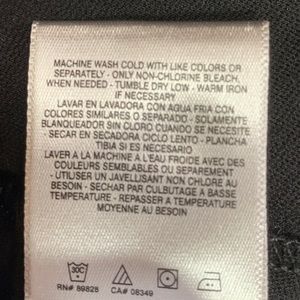 MACHINE WASH COLD WITH LIKE COLORS OR
SEPARATELY - ONLY NON-CHLORINE BLEACH,
WHEN NEEDED - TUMBLE DRY LOW - WARM IRON
IF NECESSARY
LAVAR EN LAVADORA CON AGUA FRIA CON
COLORES SIMILARES O SEPARADO - SOLAMENTE
BLANQUEADOR SIN CLORO CUANDO SE NECESITE
- SECAR EN SECADORA CICLO LENTO - PLANCHA
TIBIA SI ES NECESARIO
LAVER A LA MACHINE A L'EAU FROIDE AVEC DES
COULEURS SEMBLABLES OU SEPAREMENT
- UTILISER UN JAVELLISANT NON CHLORE AU
BESOIN - SECHAR PAR CULBUTAGE A BASSE
TEMPERATURE - REPASSER A TEMPERATURE
MOYENNE AU BESOIN
30C
RN# 89828 CA# 08349